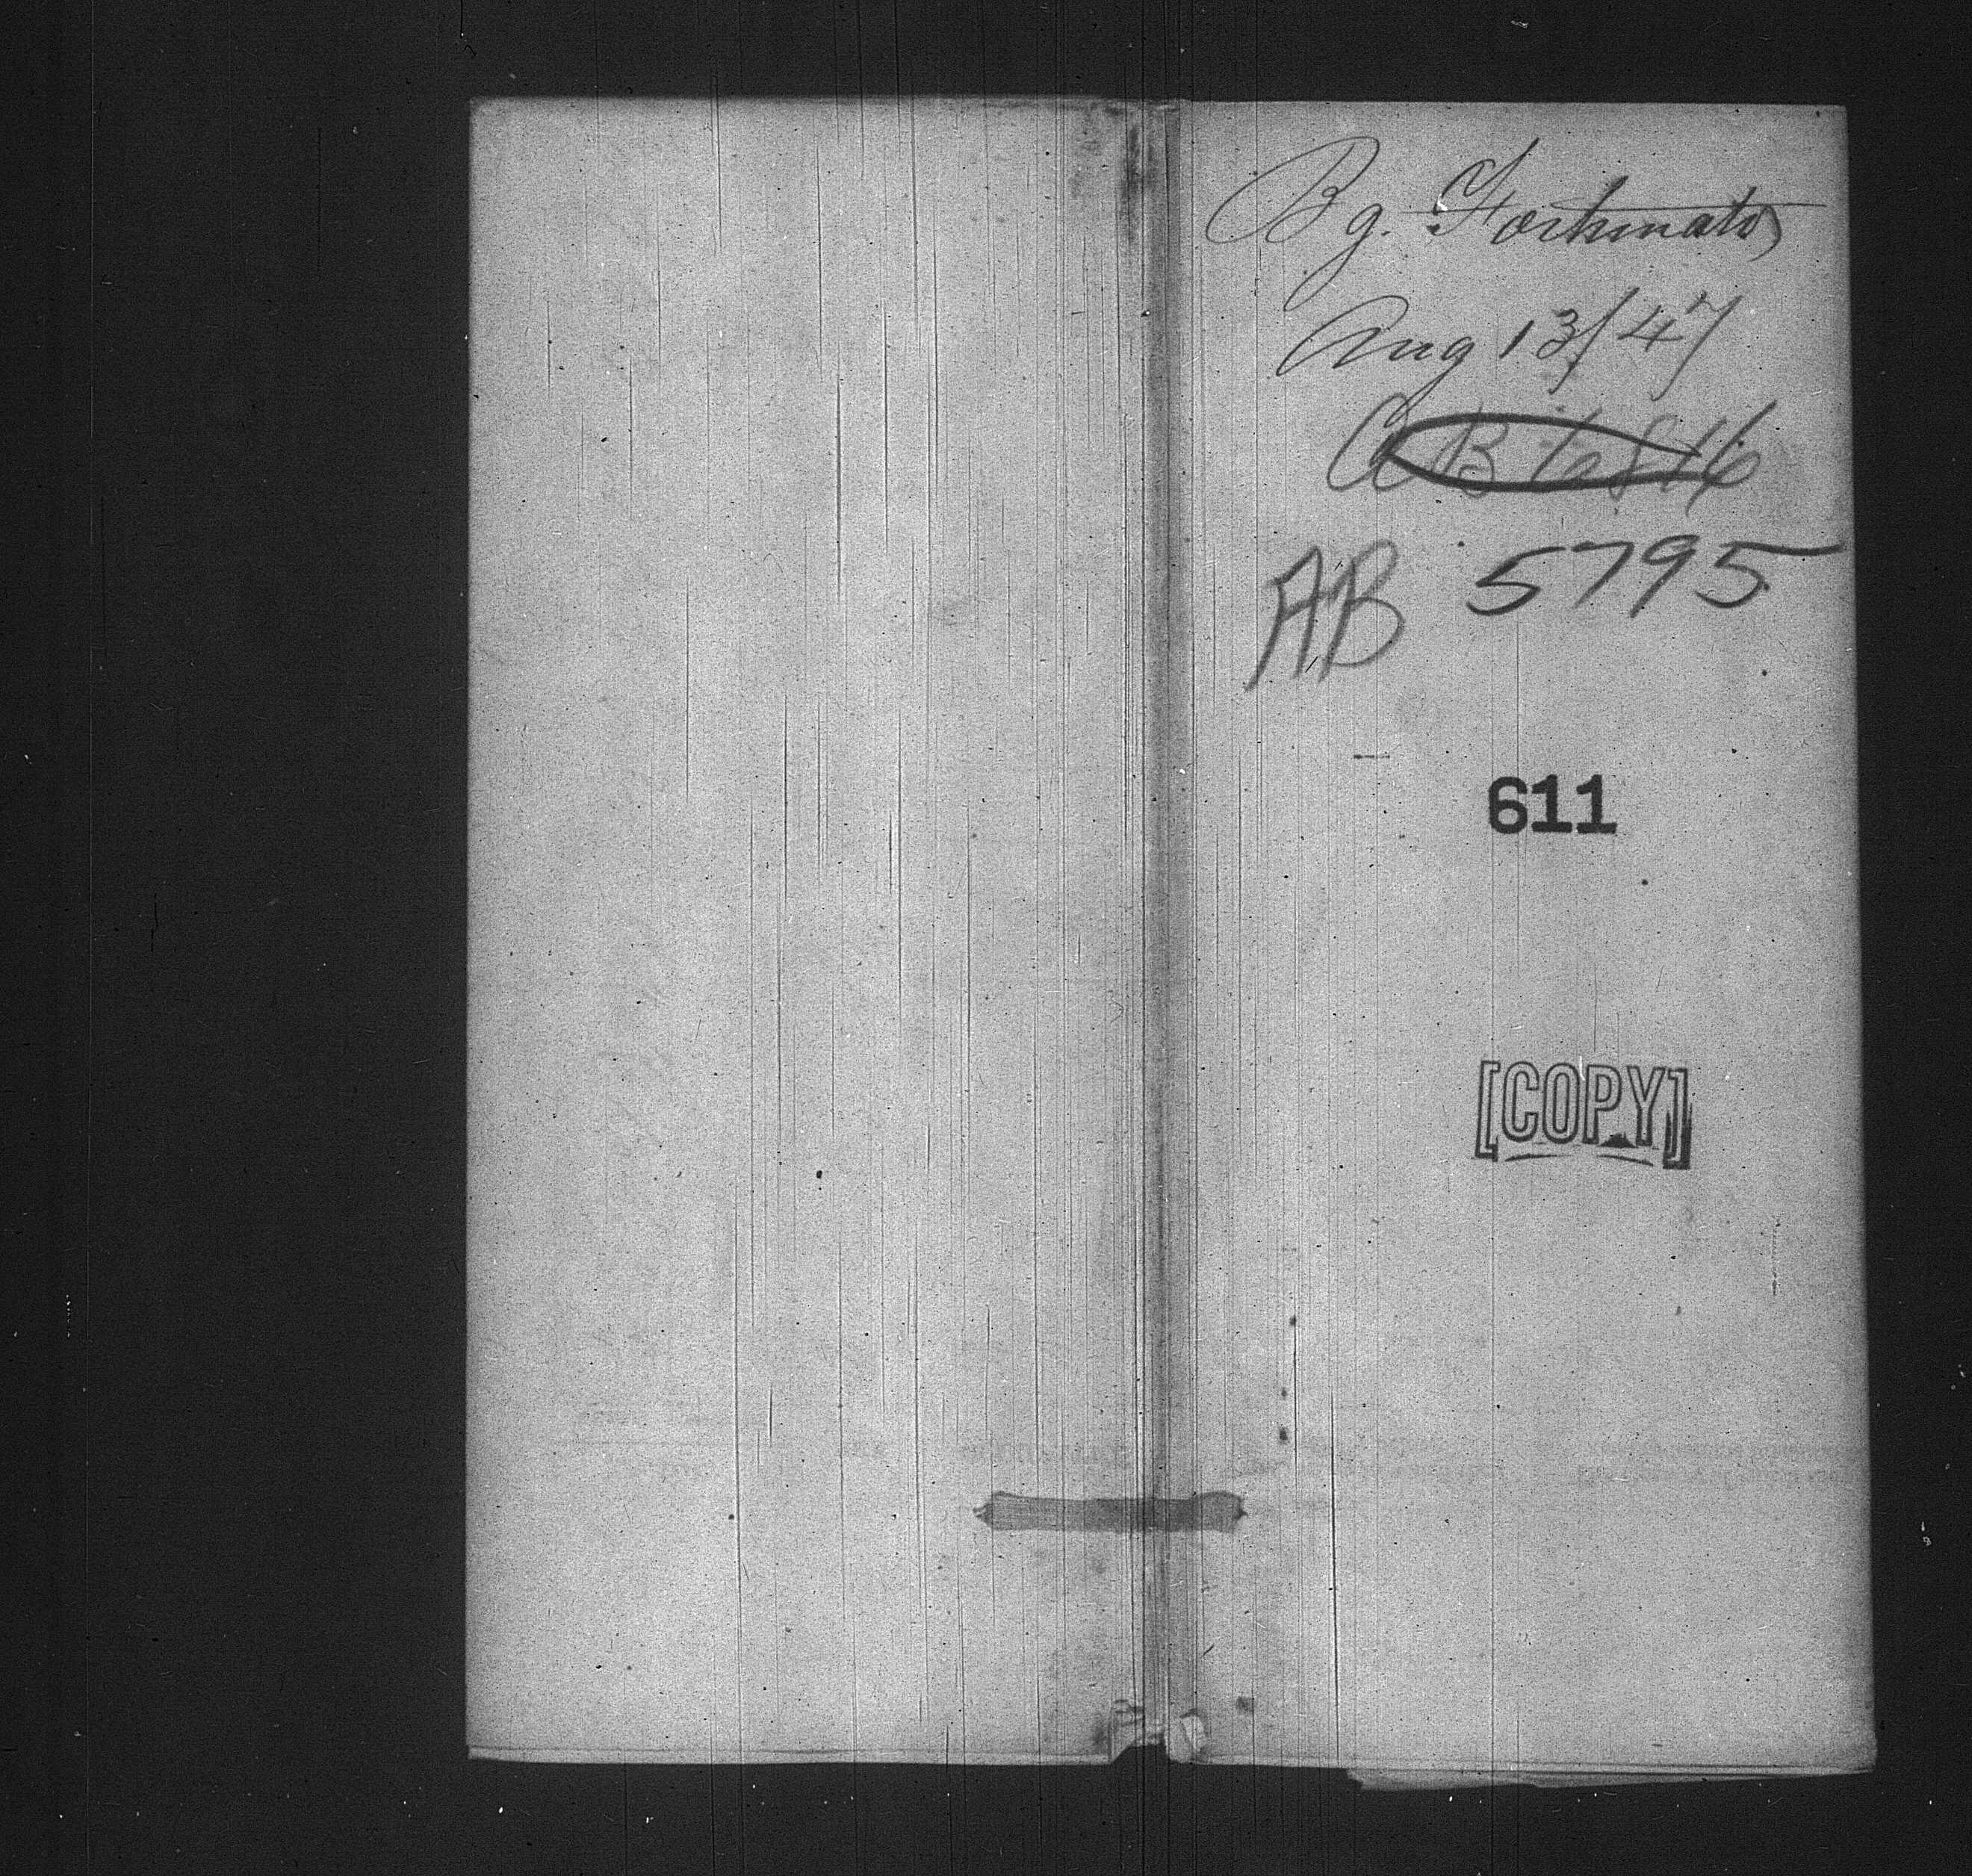 Bg. Fortunato
Aug 13/47
AB 5795
611
[COPY]